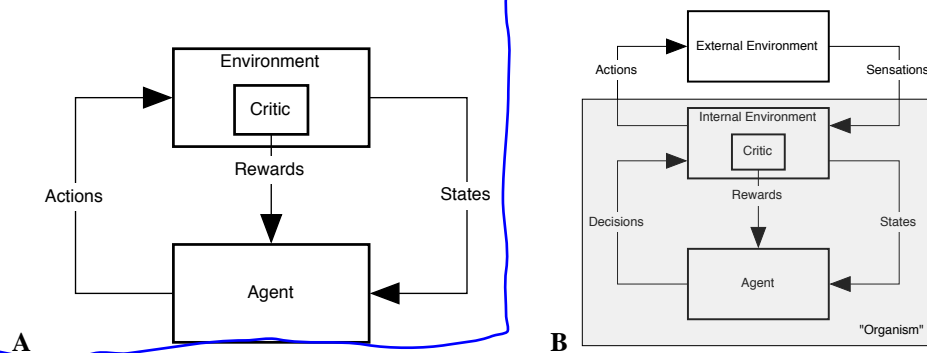 Environment
Critic
Rewards
Actions
States
Agent
A
External Environment
Actions
Sensations
Internal Environment
Critic
Rewards
Decisions
States
Agent
"Organism"
B